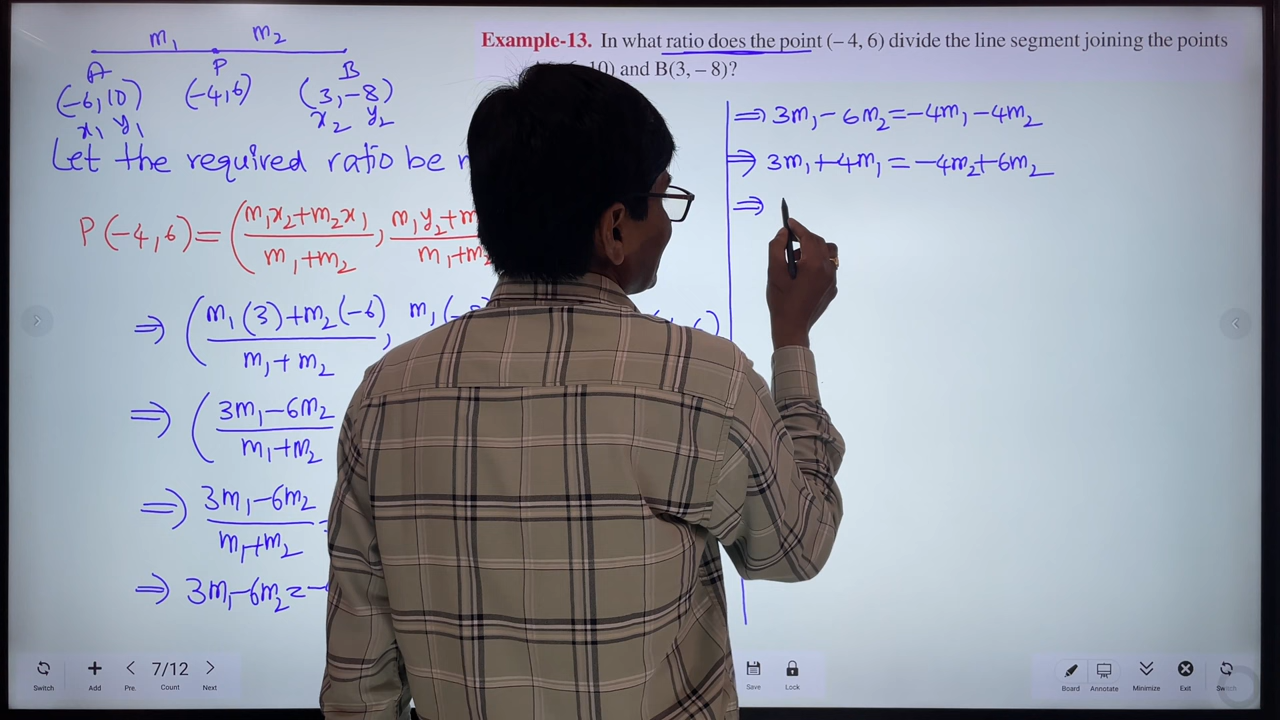 m₁ m₂
A P B
(-6,10) (-4,6) (3,-8)
x₁ y₁ x₂ y₂
Let the required ratio be
P(-4,6)=(m₁x₂+m₂x₁/m₁+m₂, m₁y₂+m
⇒ (m₁(3)+m₂(-6)/m₁+m₂, m₁(
⇒ (3m₁-6m₂/m₁+m₂
⇒ 3m₁-6m₂/m₁+m₂ =
⇒ 3m₁-6m₂=-
Example-13. In what ratio does the point (– 4, 6) divide the line segment joining the points
10) and B(3, – 8)?
⇒3m₁-6m₂=-4m₁-4m₂
⇒ 3m₁+4m₁=-4m₂+6m₂
⇒
Switch Add Pre. 7/12 Count Next
Save Lock
Board Annotate Minimize Exit Switch